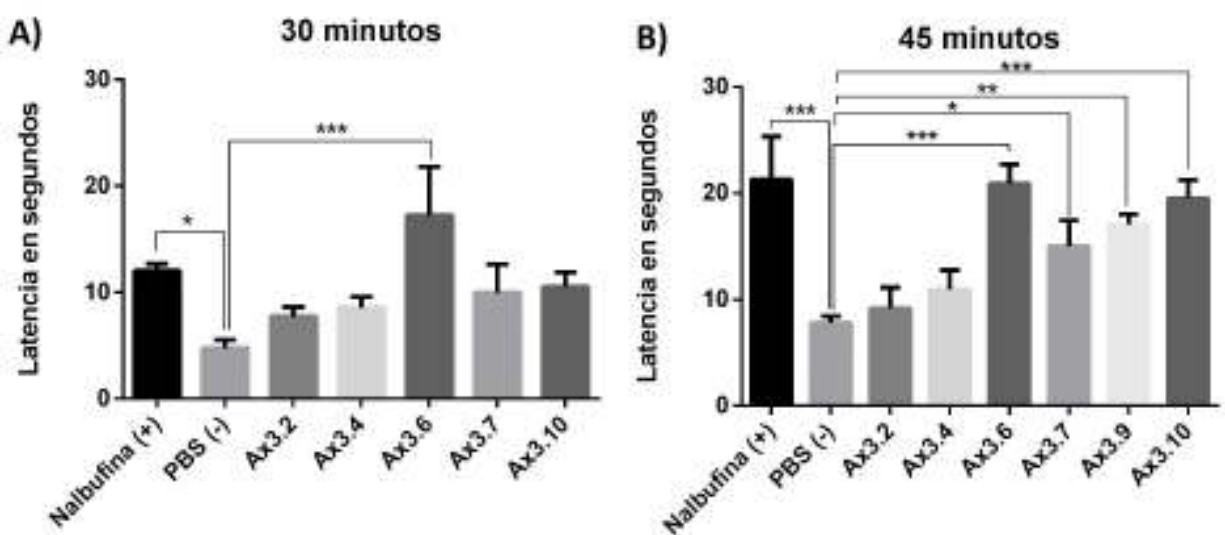 A)
30 minutos
Latencia en segundos
30
20
10
0
***
*
Nalbufina (+)
PBS (-)
Ax3.2
Ax3.4
Ax3.6
Ax3.7
Ax3.10
B)
45 minutos
Latencia en segundos
30
20
10
0
***
**
*
***
***
Nalbufina (+)
PBS (-)
Ax3.2
Ax3.4
Ax3.6
Ax3.7
Ax3.9
Ax3.10